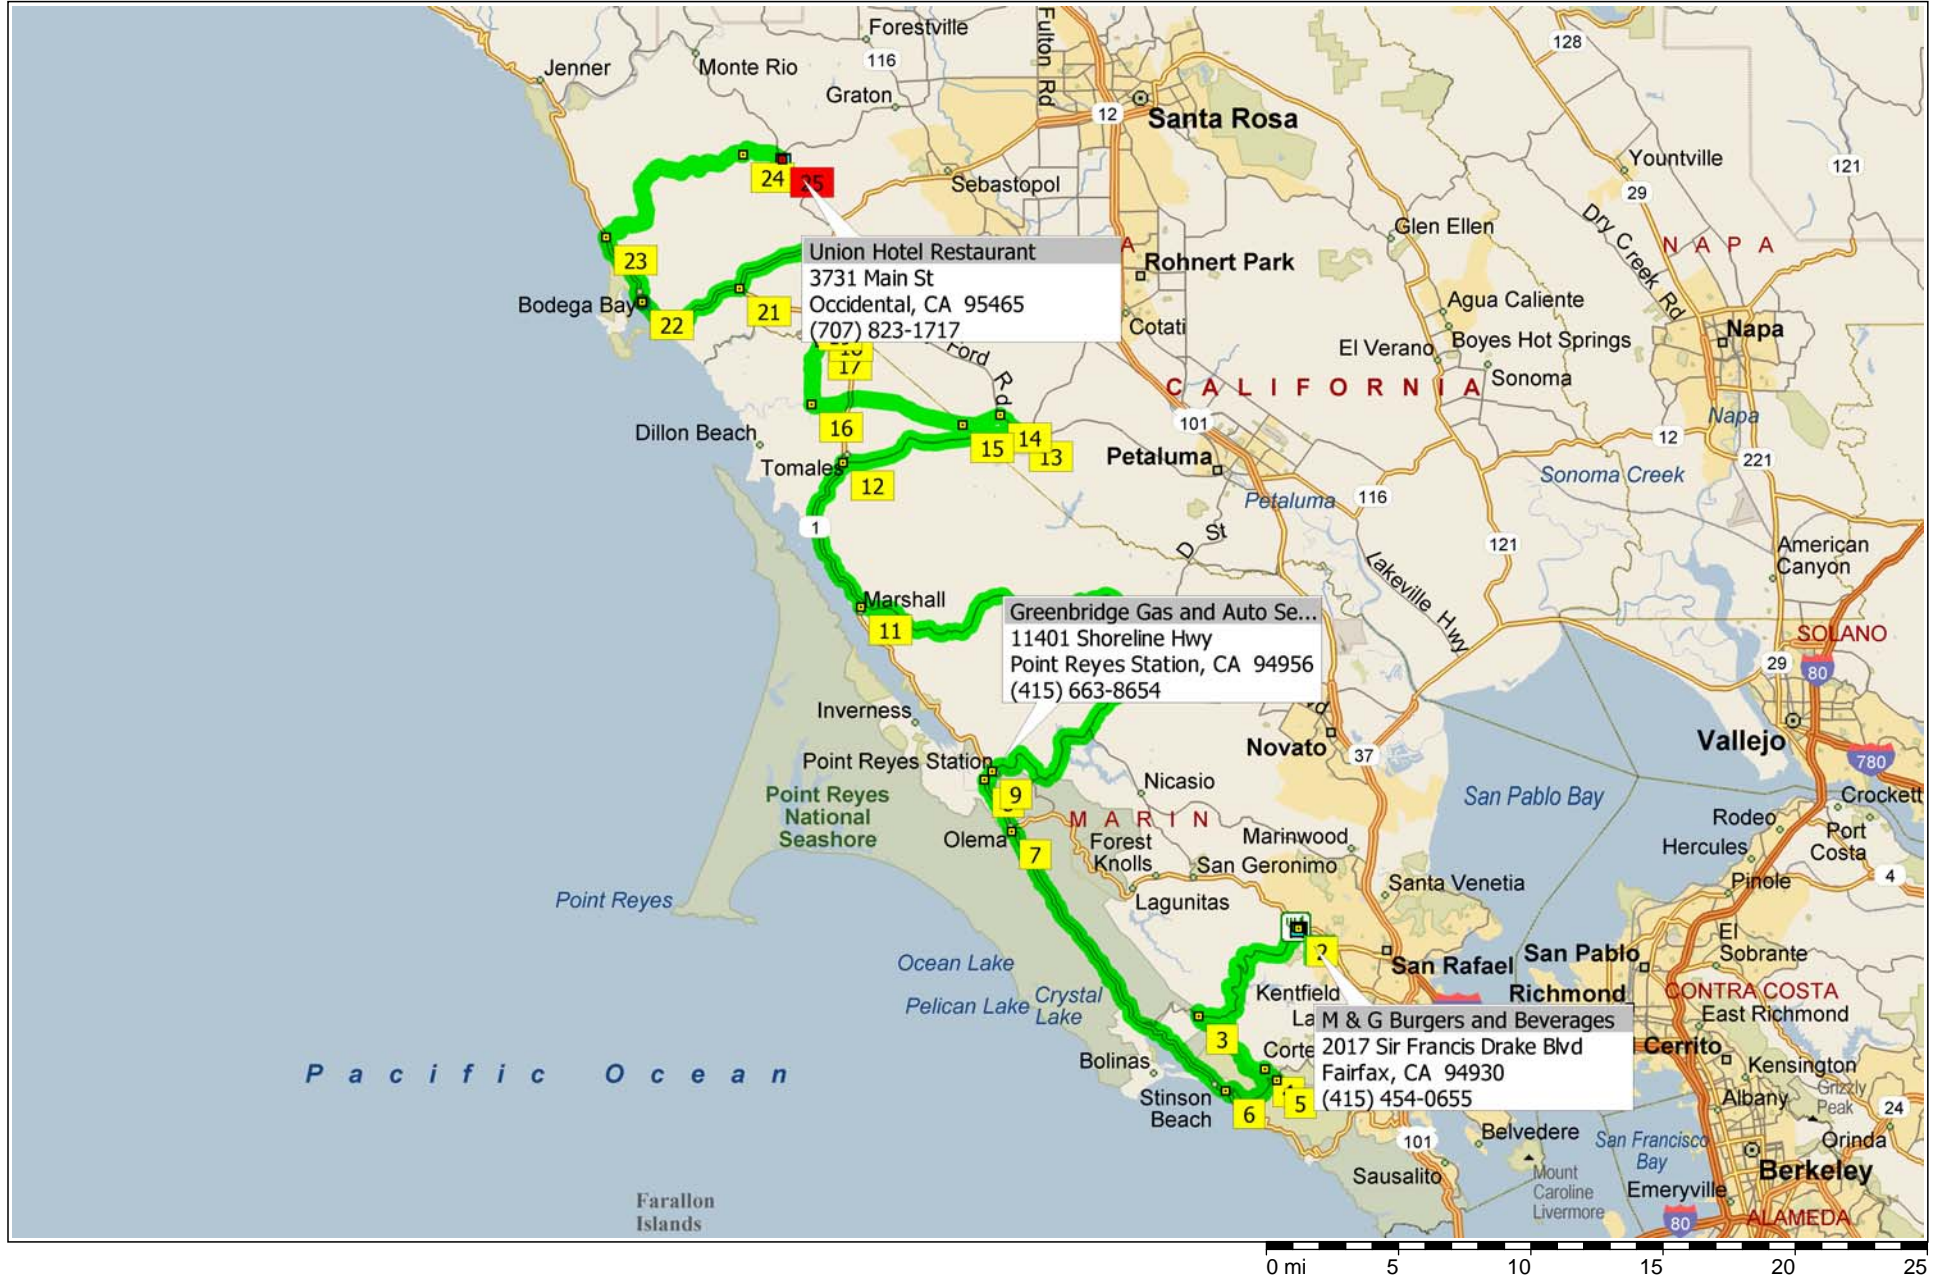 Forestville
Fulton Rd
128
Jenner
Monte Rio
116
Graton
12
Santa Rosa
Yountville
121
29
24
25
Sebastopol
Dry Creek Rd
Glen Ellen
N A P A
A
23
Union Hotel Restaurant
3731 Main St
Occidental, CA 95465
(707) 823-1717
Rohnert Park
Bodega Bay
21
22
Agua Caliente
Cotati
Boyes Hot Springs
El Verano
Napa
Ford Rd
17
Sonoma
C A L I F O R N I A
Napa
101
16
Dillon Beach
14
15
13
12
Petaluma
Tomales
12
221
Sonoma Creek
Petaluma
116
1
D St
121
Lakeville Hwy
American
Canyon
Marshall
11
Greenbridge Gas and Auto Se...
11401 Shoreline Hwy
Point Reyes Station, CA 94956
(415) 663-8654
SOLANO
80
29
Inverness
Novato
37
Vallejo
780
Point Reyes Station
Nicasio
9
Point Reyes
National
Seashore
San Pablo Bay
Crockett
Rodeo
Port
Costa
M A R I N
Olema
7
Forest
Knolls
Marinwood
San Geronimo
Hercules
Pinole
4
Santa Venetia
Lagunitas
Point Reyes
2
El
Sobrante
San Rafael
San Pablo
Ocean Lake
Pelican Lake
Crystal
Lake
Kentfield
Richmond
CONTRA COSTA
East Richmond
La
M & G Burgers and Beverages
2017 Sir Francis Drake Blvd
Fairfax, CA 94930
(415) 454-0655
3
Corte
Cerrito
Kensington
Bolinas
Grizzly
Peak
P a c i f i c O c e a n
Stinson
Beach
6
5
Albany
24
101
Belvedere
San Francisco
Bay
Orinda
Sausalito
Mount
Caroline
Livermore
Berkeley
Emeryville
Farallon
Islands
80
ALAMEDA
0 mi 5 10 15 20 25